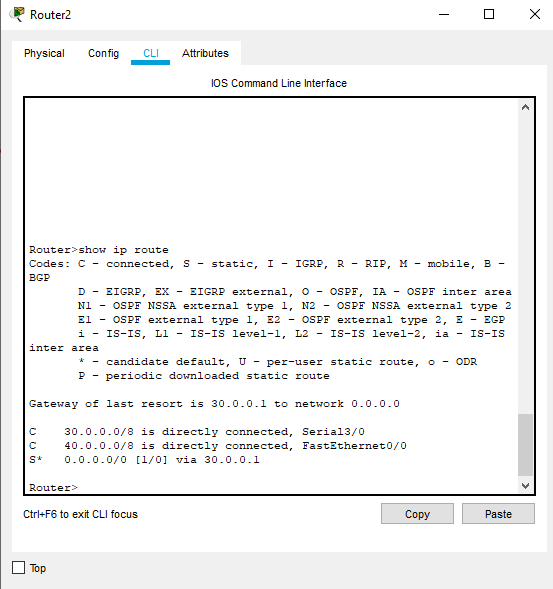 Router2
Physical Config CLI Attributes
IOS Command Line Interface
Router>show ip route
Codes: C - connected, S - static, I - IGRP, R - RIP, M - mobile, B -
BGP
D - EIGRP, EX - EIGRP external, O - OSPF, IA - OSPF inter area
N1 - OSPF NSSA external type 1, N2 - OSPF NSSA external type 2
E1 - OSPF external type 1, E2 - OSPF external type 2, E - EGP
i - IS-IS, L1 - IS-IS level-1, L2 - IS-IS level-2, ia - IS-IS
inter area
* - candidate default, U - per-user static route, o - ODR
P - periodic downloaded static route
Gateway of last resort is 30.0.0.1 to network 0.0.0.0
C 30.0.0.0/8 is directly connected, Serial3/0
C 40.0.0.0/8 is directly connected, FastEthernet0/0
S* 0.0.0.0/0 [1/0] via 30.0.0.1
Router>
Ctrl+F6 to exit CLI focus Copy Paste
Top